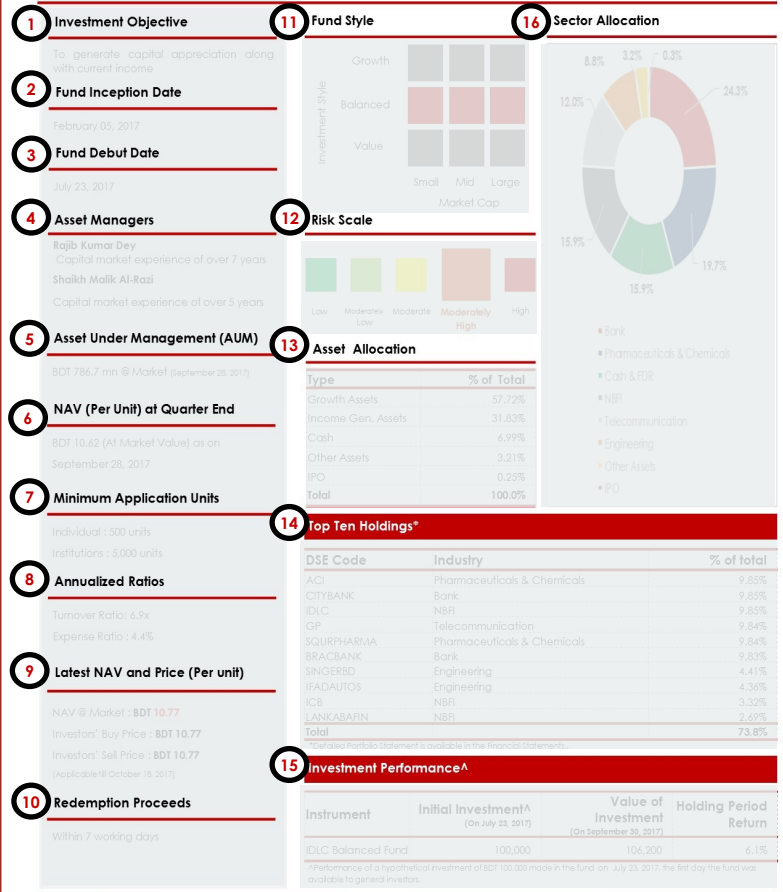 1 Investment Objective
To generate capital appreciation along
with current income
2 Fund Inception Date
February 05, 2017
3 Fund Debut Date
July 23, 2017
4 Asset Managers
Rajib Kumar Dey
Capital market experience of over 7 years
Shaikh Malik Al-Razi
Capital market experience of over 5 years
5 Asset Under Management (AUM)
BDT 786.7 mn @ Market (September 28, 2017)
6 NAV (Per Unit) at Quarter End
BDT 10.62 (At Market Value) as on
September 28, 2017
7 Minimum Application Units
Individual : 500 units
Institutions : 5,000 units
8 Annualized Ratios
Turnover Ratio: 6.9x
Expense Ratio : 4.4%
9 Latest NAV and Price (Per unit)
NAV @ Market : BDT 10.77
Investors' Buy Price : BDT 10.77
Investors' Sell Price : BDT 10.77
(Applicable till October 18, 2017)
10 Redemption Proceeds
Within 7 working days
11 Fund Style
Investment Style
Growth
Balanced
Value
Small Mid Large
Market Cap
12 Risk Scale
Low Moderately Low Moderate Moderately High High
13 Asset Allocation
Type % of Total
Growth Assets 57.72%
Income Gen. Assets 31.83%
Cash 6.99%
Other Assets 3.21%
IPO 0.25%
Total 100.0%
16 Sector Allocation
8.8% 3.2% 0.3%
24.3%
12.0%
15.9%
19.7%
15.9%
Bank
Pharmaceuticals & Chemicals
Cash & FDR
NBFI
Telecommunication
Engineering
Other Assets
IPO
14 Top Ten Holdings*
DSE Code Industry % of total
ACI Pharmaceuticals & Chemicals 9.85%
CITYBANK Bank 9.85%
IDLC NBFI 9.85%
GP Telecommunication 9.84%
SQURPHARMA Pharmaceuticals & Chemicals 9.84%
BRACBANK Bank 9.83%
SINGERBD Engineering 4.41%
IFADAUTOS Engineering 4.36%
ICB NBFI 3.32%
LANKABAFIN NBFI 2.69%
Total 73.8%
*Detailed Portfolio Statement is available in the Financial Statements.
15 Investment Performance^
Instrument Initial Investment^ (On July 23, 2017) Value of Investment (On September 30, 2017) Holding Period Return
IDLC Balanced Fund 100,000 106,200 6.1%
^Performance of a hypothetical investment of BDT 100,000 made in the fund; on July 23, 2017, the first day the fund was
available to general investors.